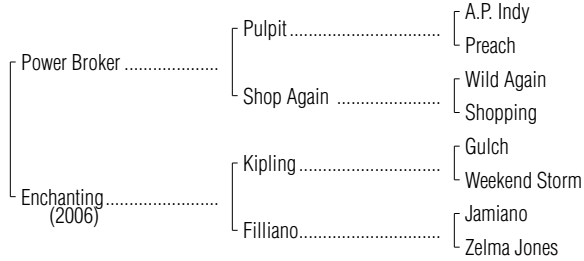 A.P. Indy
Pulpit
Preach
Power Broker
Wild Again
Shop Again
Shopping
Gulch
Kipling
Weekend Storm
Enchanting
(2006)
Jamiano
Filliano
Zelma Jones